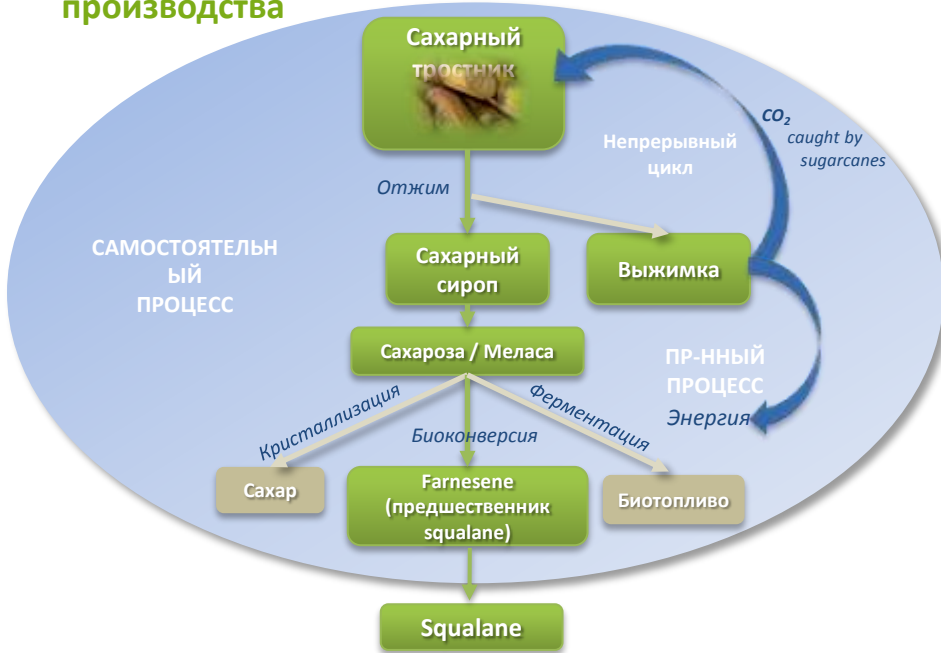 производства
Сахарный
тростник
CO₂
caught by
sugarcanes
Непрерывный
цикл
Отжим
САМОСТОЯТЕЛЬН
ЫЙ
ПРОЦЕСС
Сахарный
сироп
Выжимка
Сахароза / Меласа
ПР-ННЫЙ
ПРОЦЕСС
Энергия
Кристаллизация
Биоконверсия
Ферментация
Сахар
Farnesene
(предшественник
squalane)
Биотопливо
Squalane